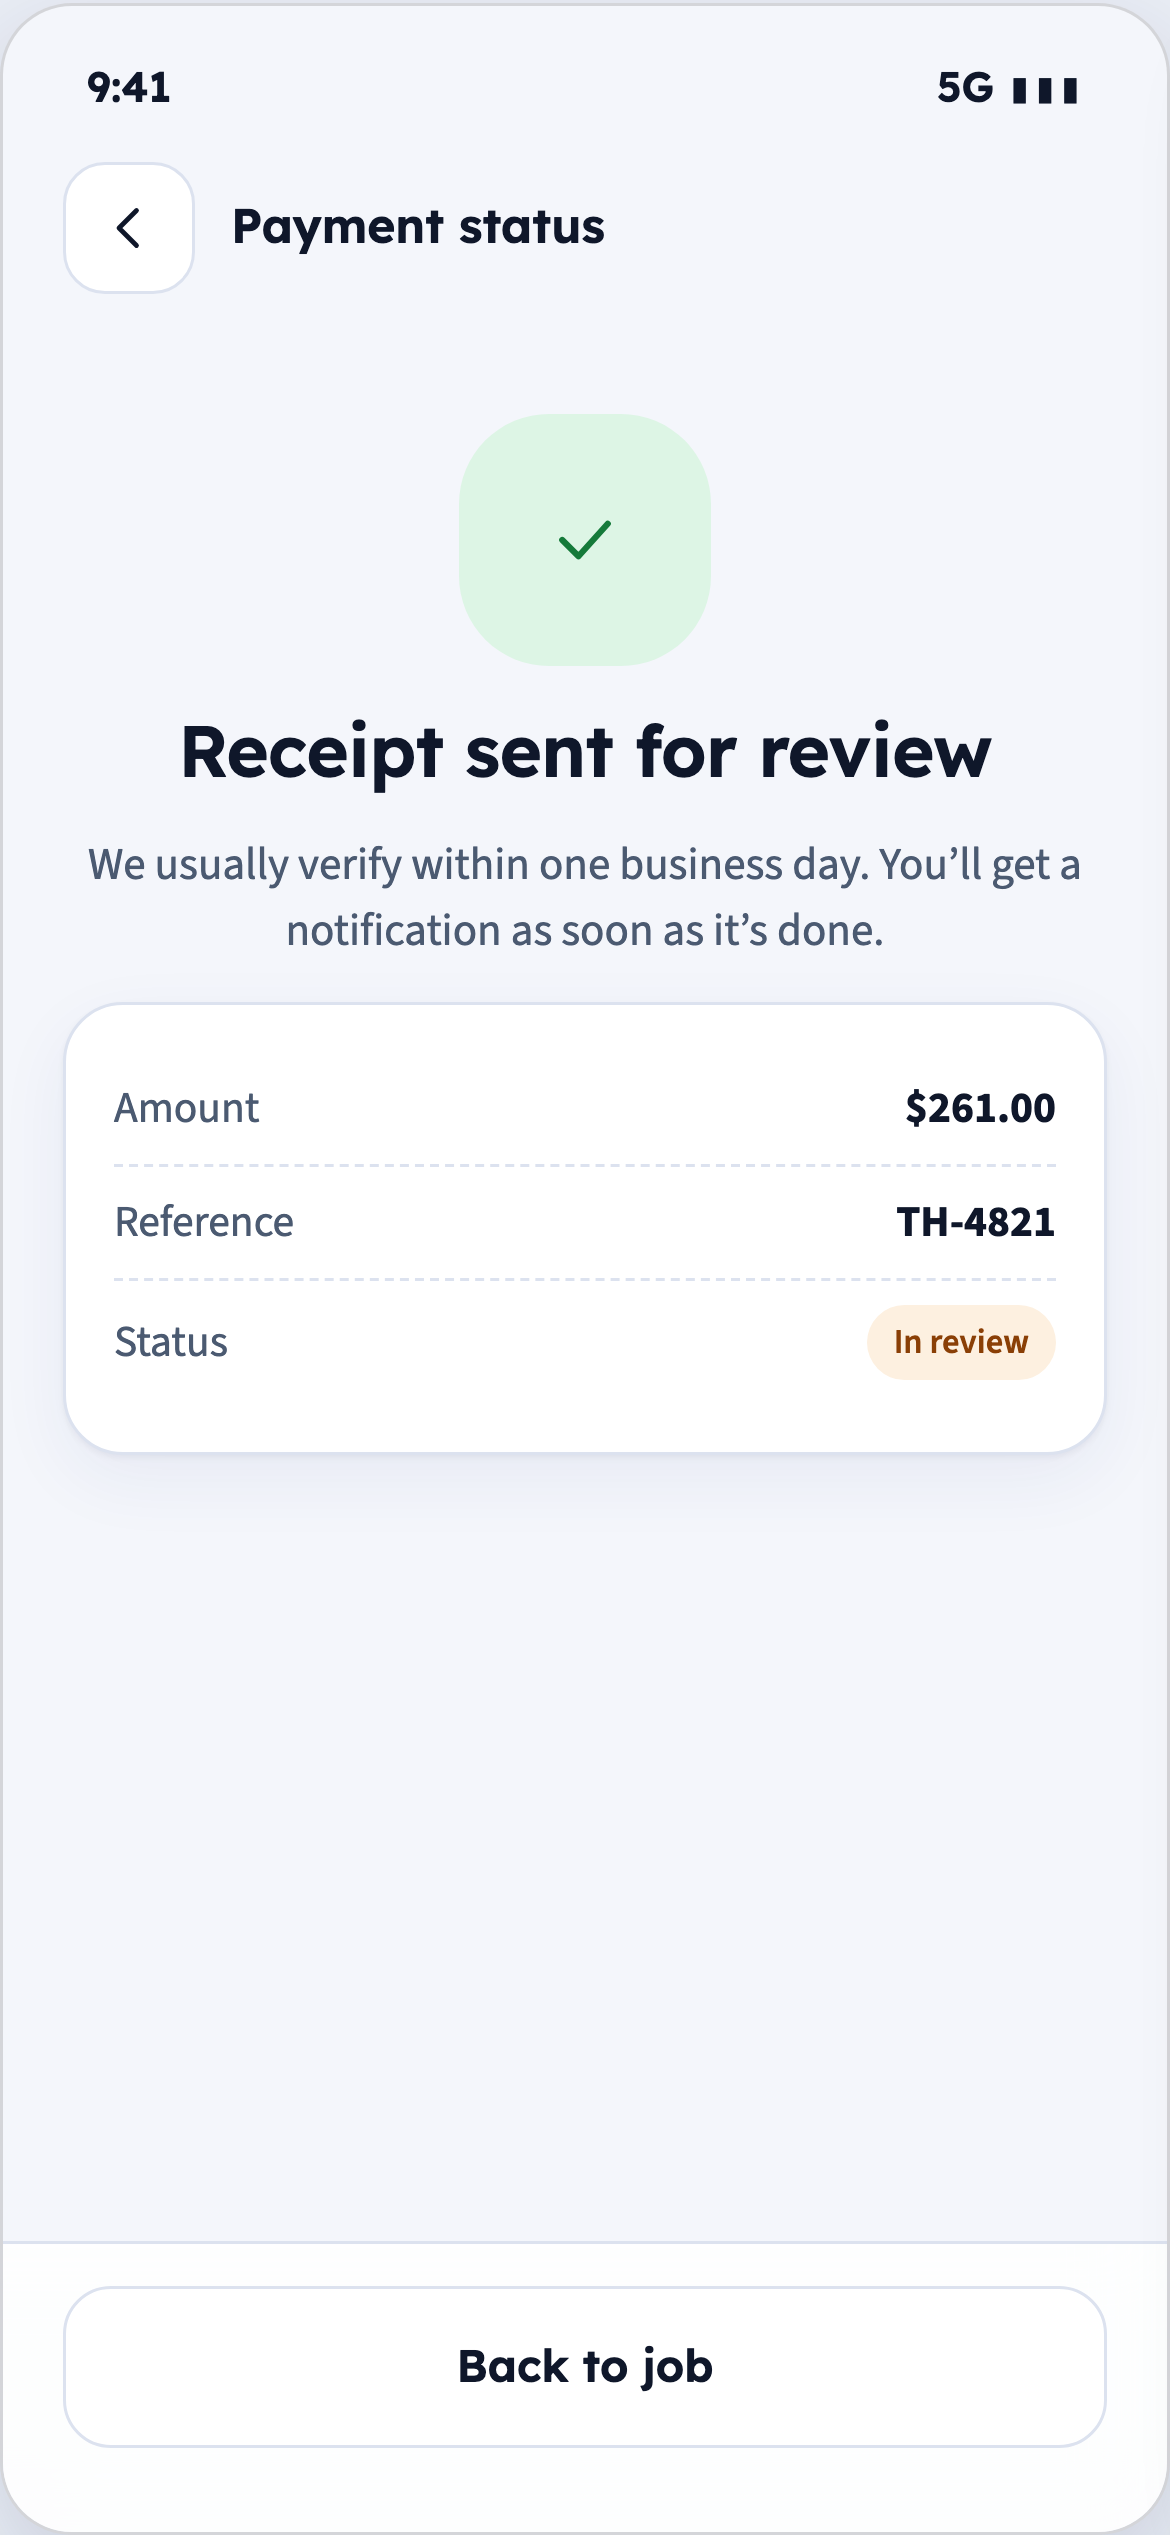 9:41
5G
Payment status
Receipt sent for review
We usually verify within one business day. You’ll get a
notification as soon as it’s done.
Amount $261.00
Reference TH-4821
Status In review
Back to job